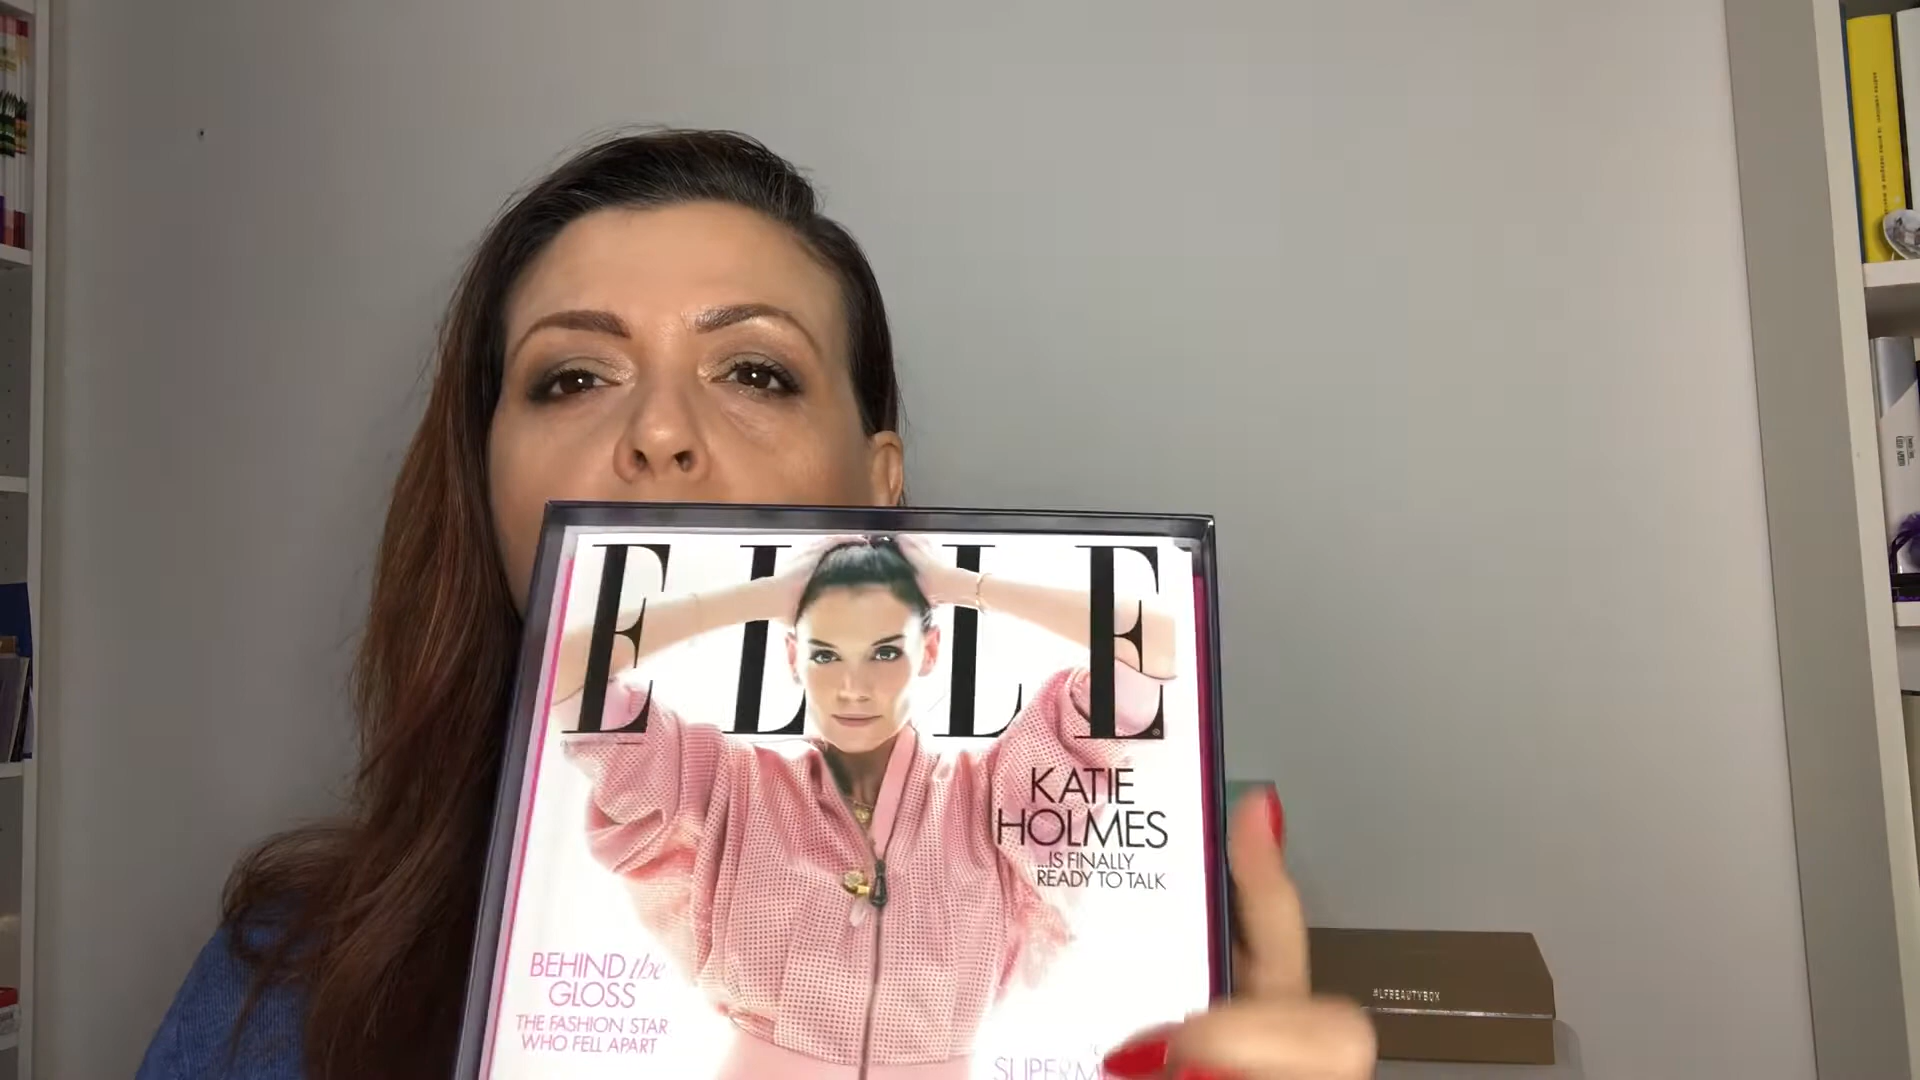 ELLE
KATIE
HOLMES
...IS FINALLY
READY TO TALK
BEHIND the
GLOSS
THE FASHION STAR
WHO FELL APART
#LFBEAUTYBOX